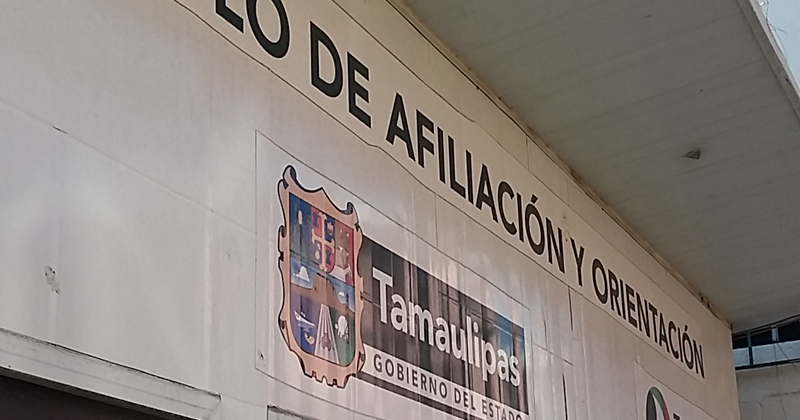 LO DE AFILIACIÓN Y ORIENTACIÓN
Tamaulipas
GOBIERNO DEL ESTADO